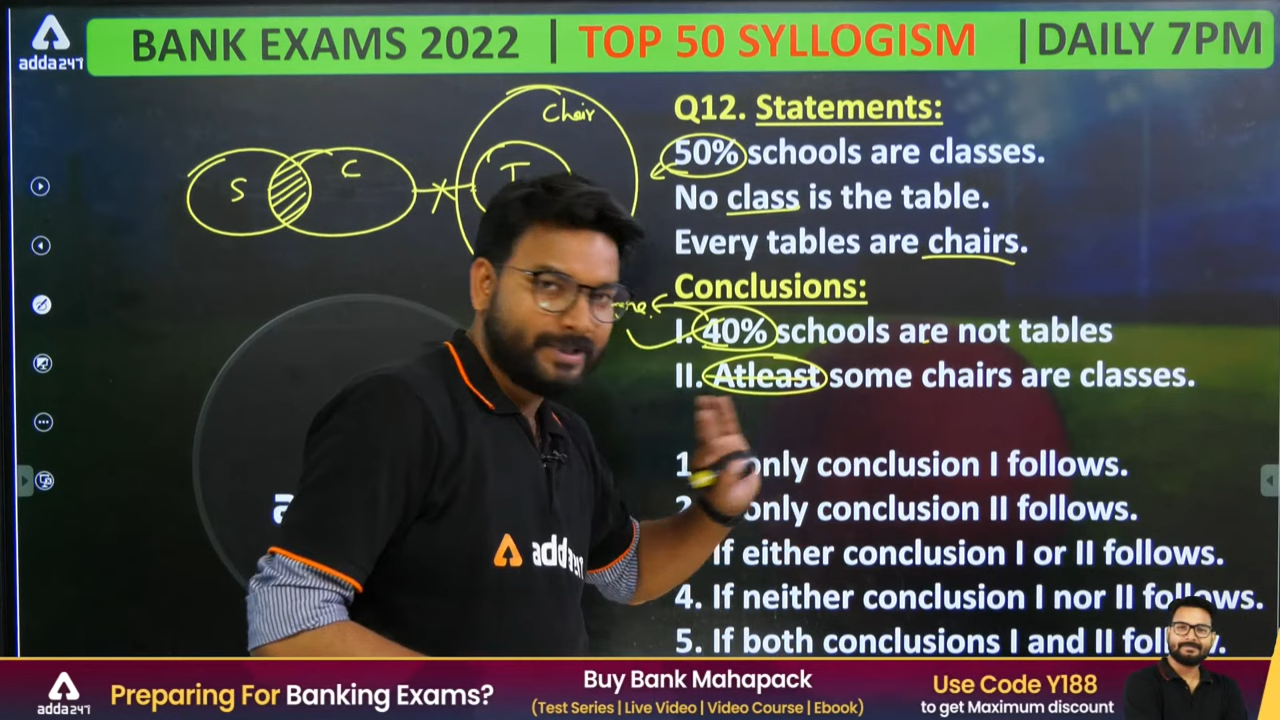 BANK EXAMS 2022 | TOP 50 SYLLOGISM | DAILY 7PM
adda247
Chair
S
C
T
Q12. Statements:
50% schools are classes.
No class is the table.
Every tables are chairs.
Conclusions:
I. 40% schools are not tables
II. Atleast some chairs are classes.
1. only conclusion I follows.
only conclusion II follows.
If either conclusion I or II follows.
4. If neither conclusion I nor II follows.
5. If both conclusions I and II
adda247
adda247
Preparing For Banking Exams?
Buy Bank Mahapack
(Test Series | Live Video | Video Course | Ebook)
Use Code Y188
to get Maximum discount